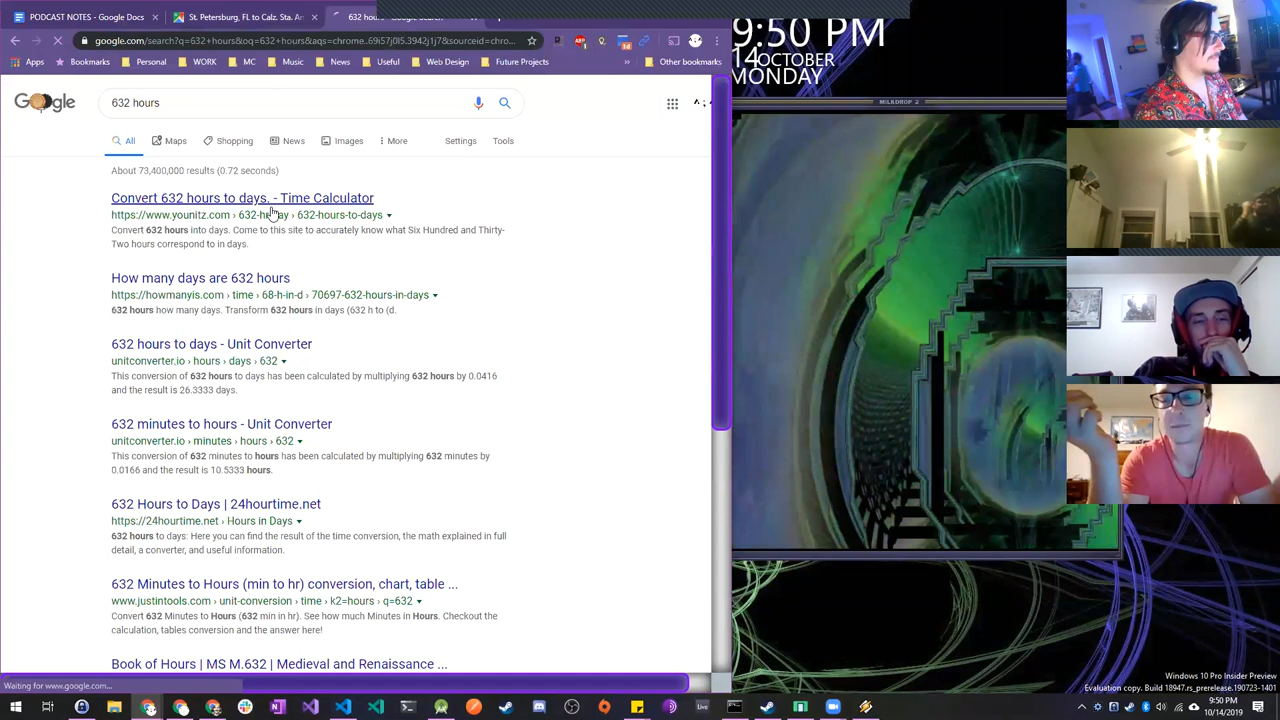 PODCAST NOTES
St. Petersburg, F
632 hours - Google Search
google.com/search?q=632+hours&oq=632+hours&aqs=chrome..69i57j0l5.3942j1j7&sourceid=chro...
Apps
Bookmarks
Personal
WORK
MC
Music
News
Useful
Future Projects
»
Other bookmarks
Google
632 hours
All
Maps
Shopping
News
Images
More
Settings
Tools
About 73,400,000 results (0.72 seconds)
Convert 632 hours to days. - Time Calculator
https://www.younitz.com › 632-hr-day › 632-hours-to-days
Convert 632 hours into days. Come to this site to accurately know what Six Hundred and Thirty-
Two hours correspond to in days.
How many days are 632 hours
https://howmanyis.com › time › 68-h-in-d › 70697-632-hours-in-days
632 hours how many days. Transform 632 hours in days (632 h to (d.
632 hours to days - Unit Converter
unitconverter.io › hours › days › 632
This conversion of 632 hours to days has been calculated by multiplying 632 hours by 0.0416
and the result is 26.3333 days.
632 minutes to hours - Unit Converter
unitconverter.io › minutes › hours › 632
This conversion of 632 minutes to hours has been calculated by multiplying 632 minutes by
0.0166 and the result is 10.5333 hours.
632 Hours to Days | 24hourtime.net
https://24hourtime.net › Hours in Days
632 hours to days: Here you can find the result of the time conversion, the math explained in full
detail, a converter, and useful information.
632 Minutes to Hours (min to hr) conversion, chart, table ...
www.justintools.com › unit-conversion › time › k2=hours › q=632
Convert 632 Minutes to Hours (632 min in hr). See how much Minutes in Hours. Checkout the
calculation, tables conversion and the answer here!
Book of Hours | MS M.632 | Medieval and Renaissance ...
Waiting for www.google.com...
9:50 PM
14 OCTOBER
MONDAY
MILKDROP 2
Windows 10 Pro Insider Preview
Evaluation copy. Build 18947.rs_prerelease.190723-1401
Live
9:50 PM
10/14/2019